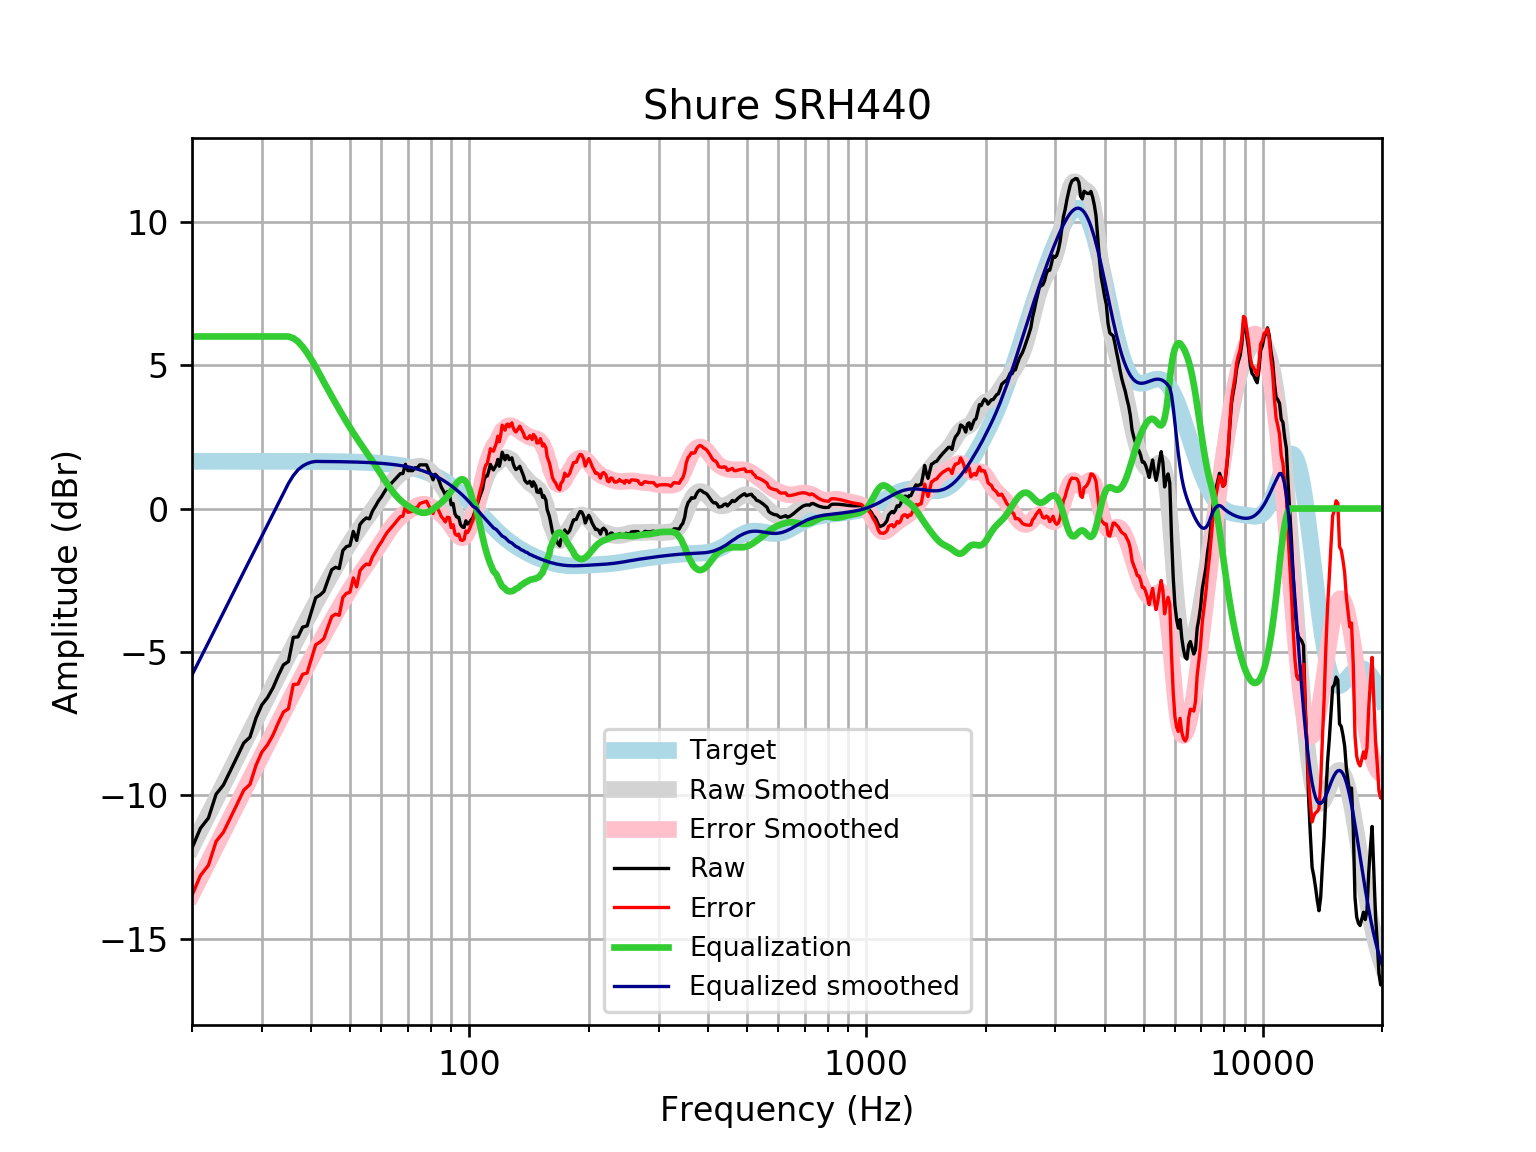 Shure SRH440
10
5
0
−5
−10
−15
Amplitude (dBr)
Target
Raw Smoothed
Error Smoothed
Raw
Error
Equalization
Equalized smoothed
100 1000 10000
Frequency (Hz)